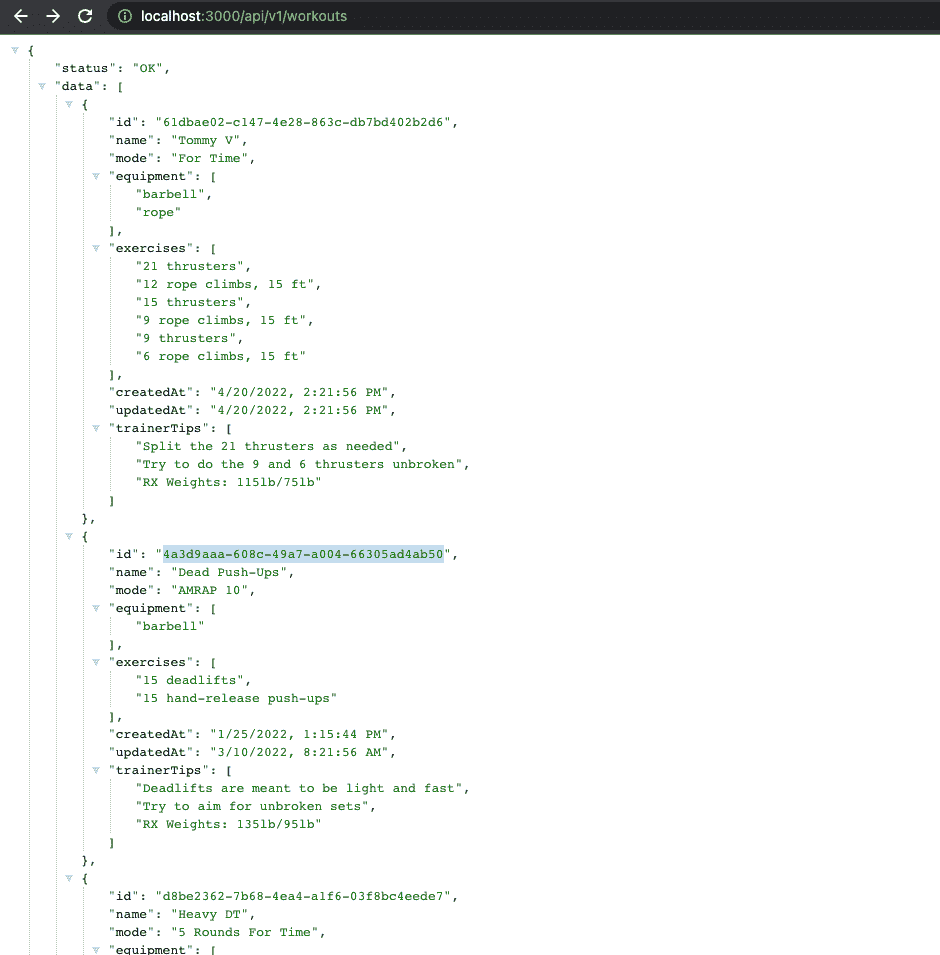 localhost:3000/api/v1/workouts
{
"status": "OK",
"data": [
{
"id": "61dbae02-c147-4e28-863c-db7bd402b2d6",
"name": "Tommy V",
"mode": "For Time",
"equipment": [
"barbell",
"rope"
],
"exercises": [
"21 thrusters",
"12 rope climbs, 15 ft",
"15 thrusters",
"9 rope climbs, 15 ft",
"9 thrusters",
"6 rope climbs, 15 ft"
],
"createdAt": "4/20/2022, 2:21:56 PM",
"updatedAt": "4/20/2022, 2:21:56 PM",
"trainerTips": [
"Split the 21 thrusters as needed",
"Try to do the 9 and 6 thrusters unbroken",
"RX Weights: 115lb/75lb"
]
},
{
"id": "4a3d9aaa-608c-49a7-a004-66305ad4ab50",
"name": "Dead Push-Ups",
"mode": "AMRAP 10",
"equipment": [
"barbell"
],
"exercises": [
"15 deadlifts",
"15 hand-release push-ups"
],
"createdAt": "1/25/2022, 1:15:44 PM",
"updatedAt": "3/10/2022, 8:21:56 AM",
"trainerTips": [
"Deadlifts are meant to be light and fast",
"Try to aim for unbroken sets",
"RX Weights: 135lb/95lb"
]
},
{
"id": "d8be2362-7b68-4ea4-a1f6-03f8bc4eede7",
"name": "Heavy DT",
"mode": "5 Rounds For Time",
"equipment": [